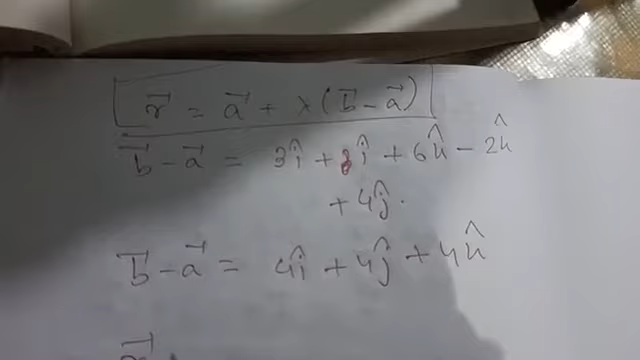 r⃗ = a⃗ + λ(b⃗ - a⃗)
b⃗ - a⃗ = 3î + î + 6k̂ - 2k̂
+ 4ĵ.
b⃗ - a⃗ = 4î + 4ĵ + 4k̂